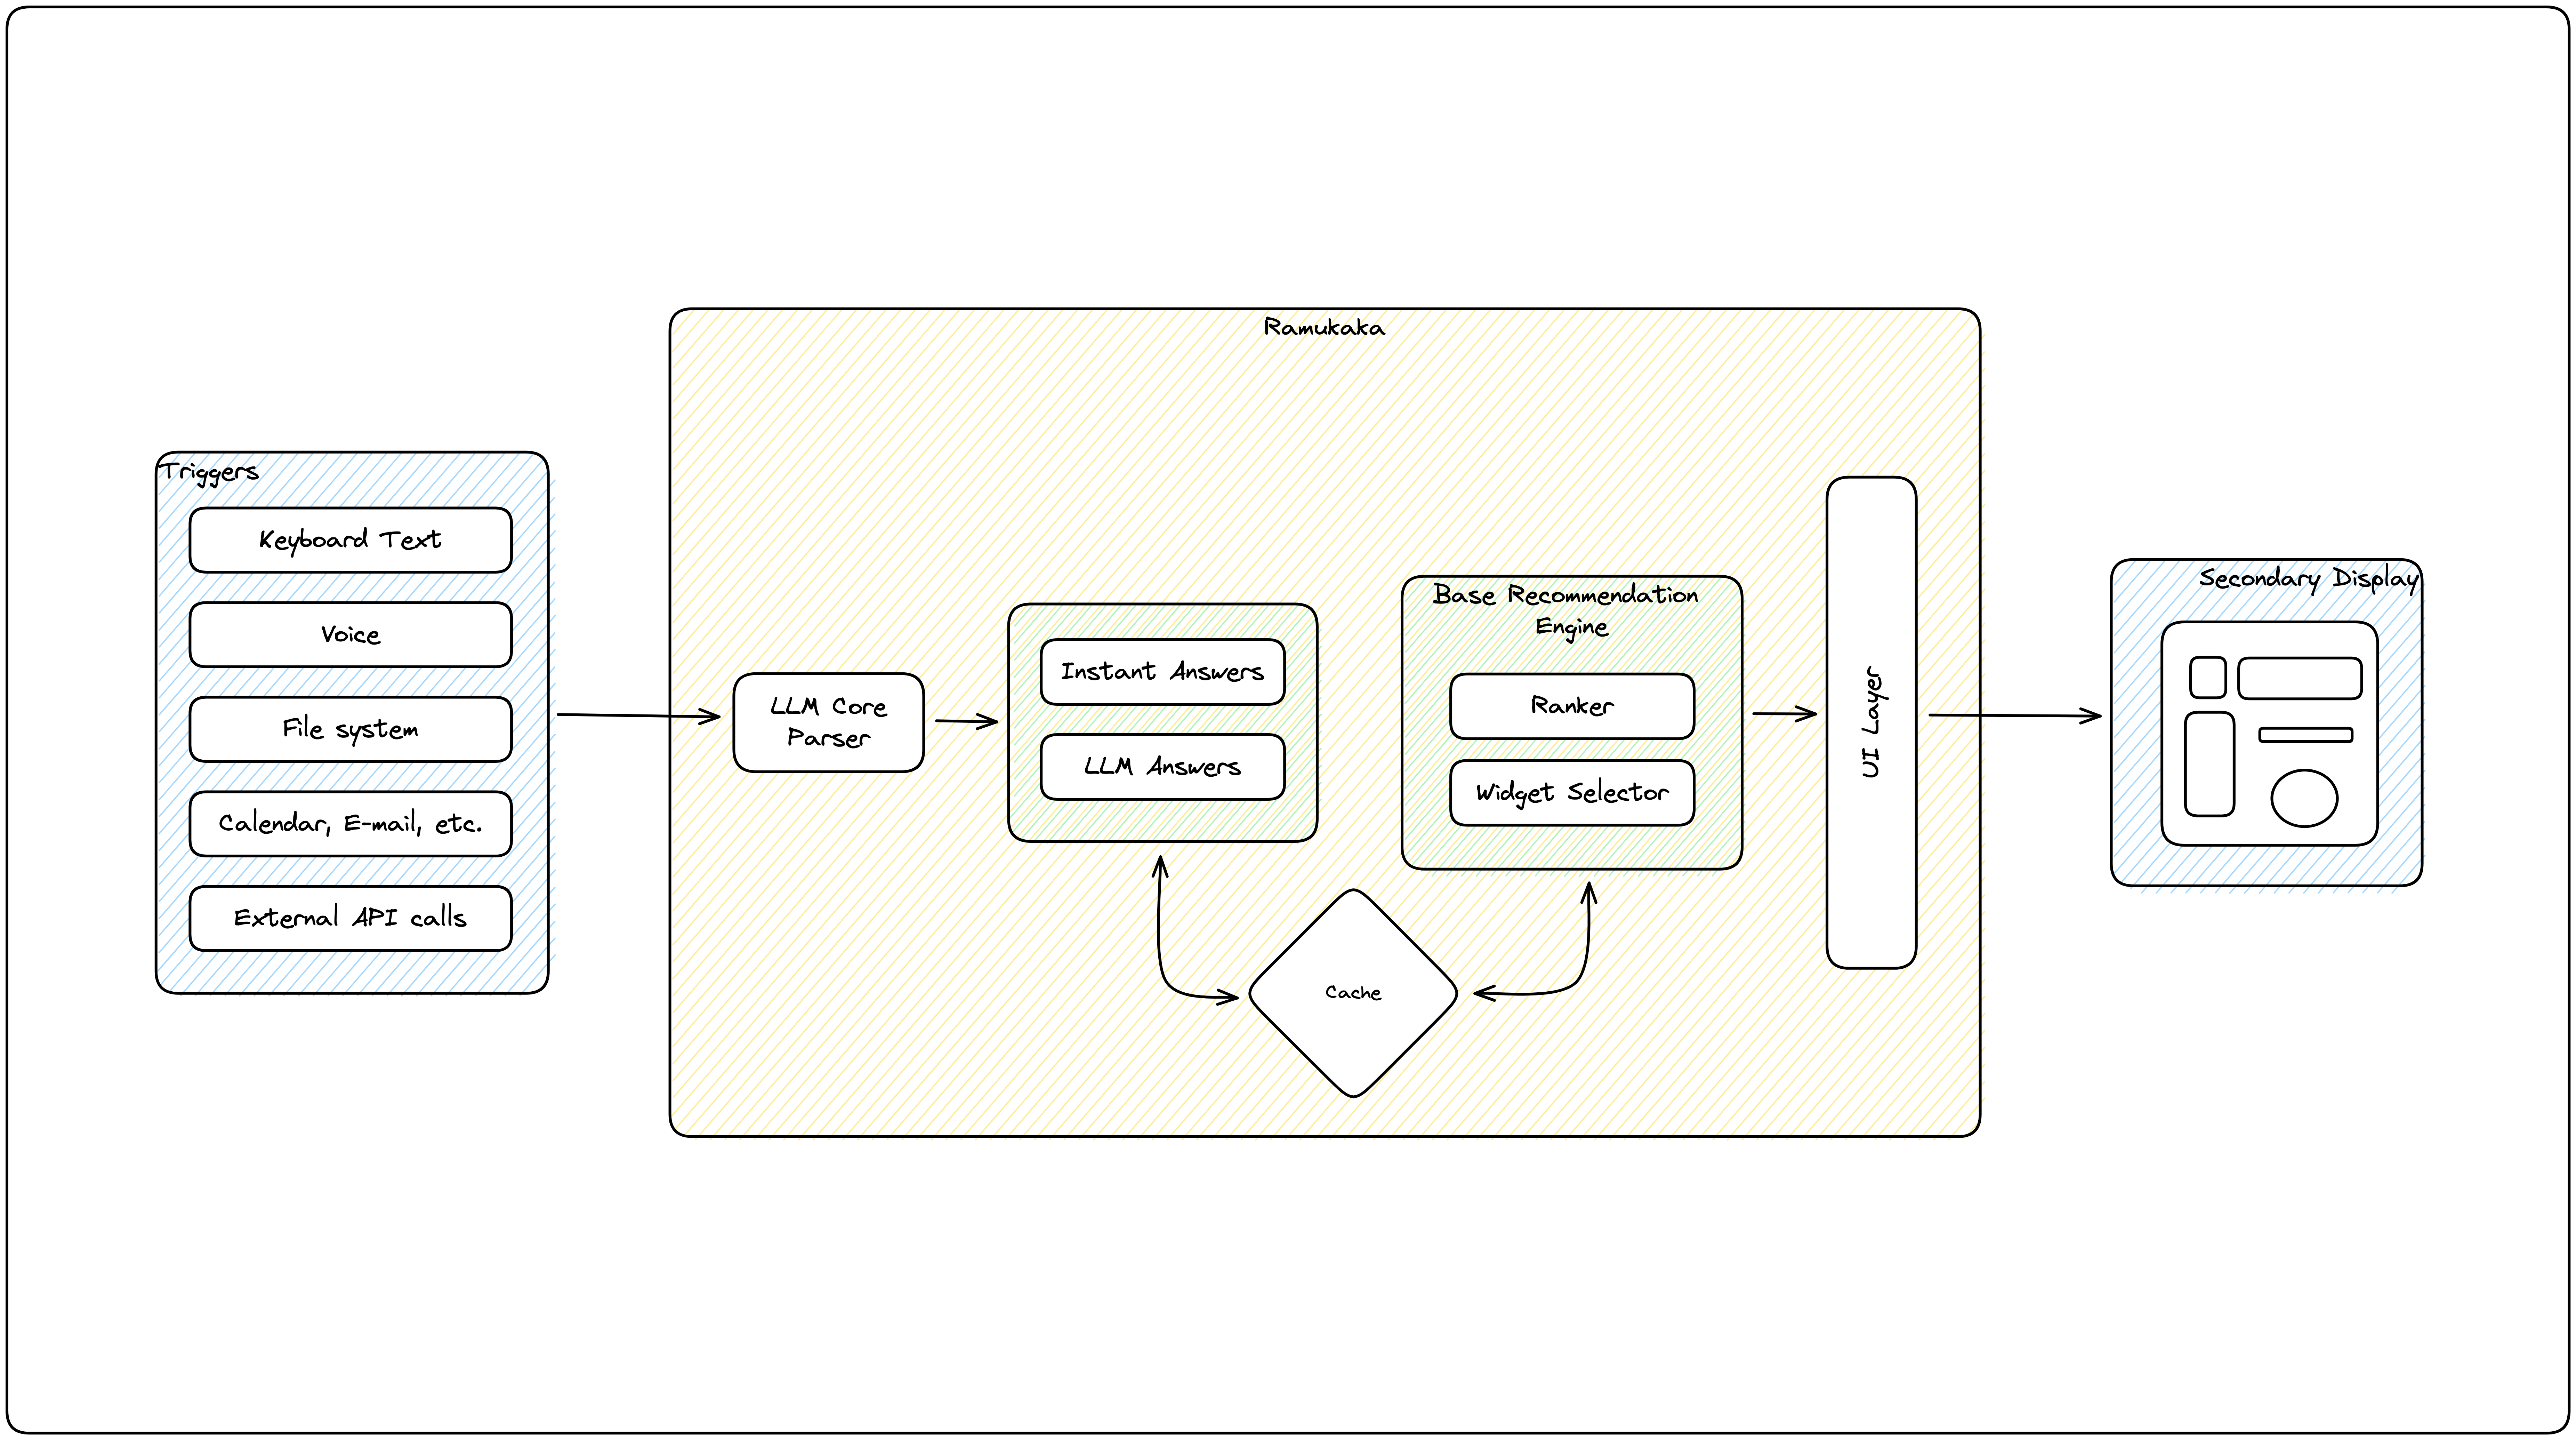 Ramukaka
Triggers
Keyboard Text
Voice
File system
Calendar, E-mail, etc.
External API calls
LLM Core
Parser
Instant Answers
LLM Answers
Base Recommendation
Engine
Ranker
Widget Selector
Cache
UI Layer
Secondary Display